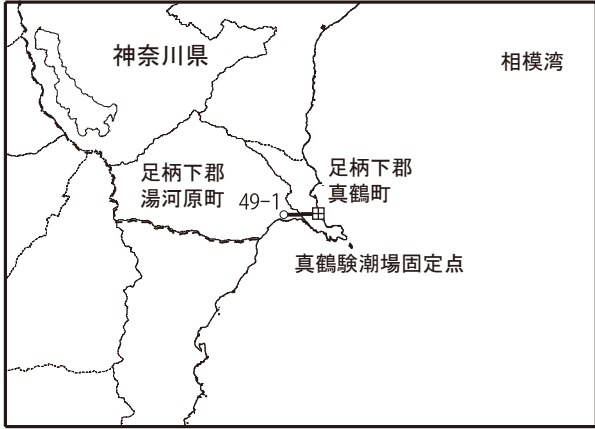 神奈川県
相模湾
足柄下郡
湯河原町
足柄下郡
真鶴町
49-1
真鶴験潮場固定点